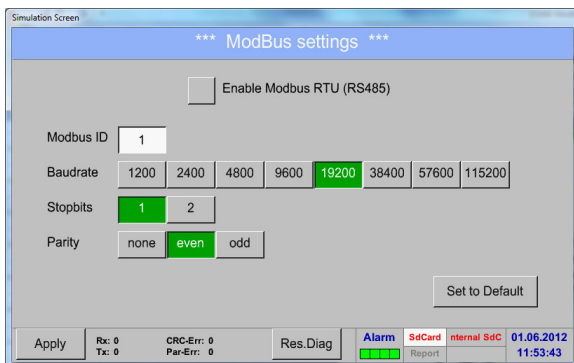 Simulation Screen
*** ModBus settings ***
Enable Modbus RTU (RS485)
Modbus ID 1
Baudrate 1200 2400 4800 9600 19200 38400 57600 115200
Stopbits 1 2
Parity none even odd
Set to Default
Apply Rx: 0 CRC-Err: 0 Res.Diag Alarm SdCard nternal SdC 01.06.2012
Tx: 0 Par-Err: 0 Report 11:53:43